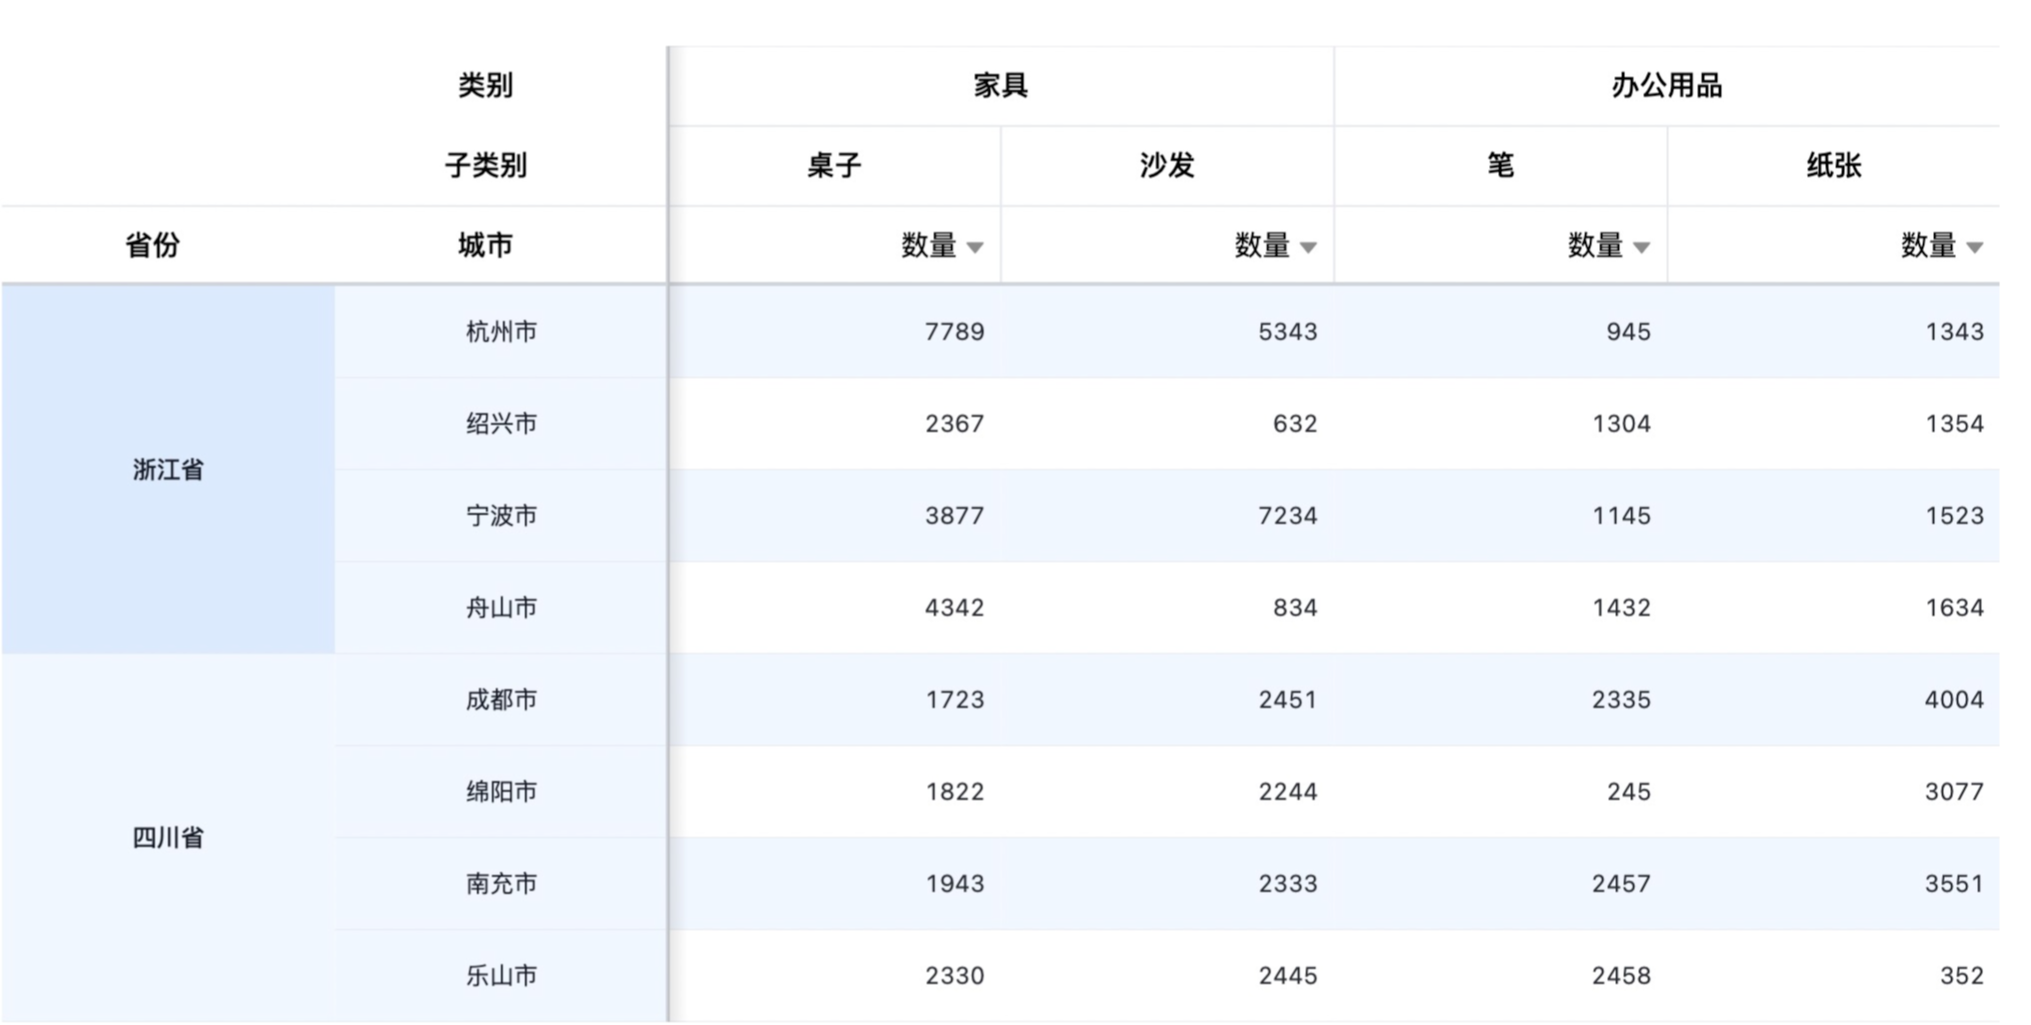 类别 家具 办公用品
子类别 桌子 沙发 笔 纸张
省份 城市 数量 数量 数量 数量
杭州市 7789 5343 945 1343
绍兴市 2367 632 1304 1354
浙江省
宁波市 3877 7234 1145 1523
舟山市 4342 834 1432 1634
成都市 1723 2451 2335 4004
绵阳市 1822 2244 245 3077
四川省
南充市 1943 2333 2457 3551
乐山市 2330 2445 2458 352